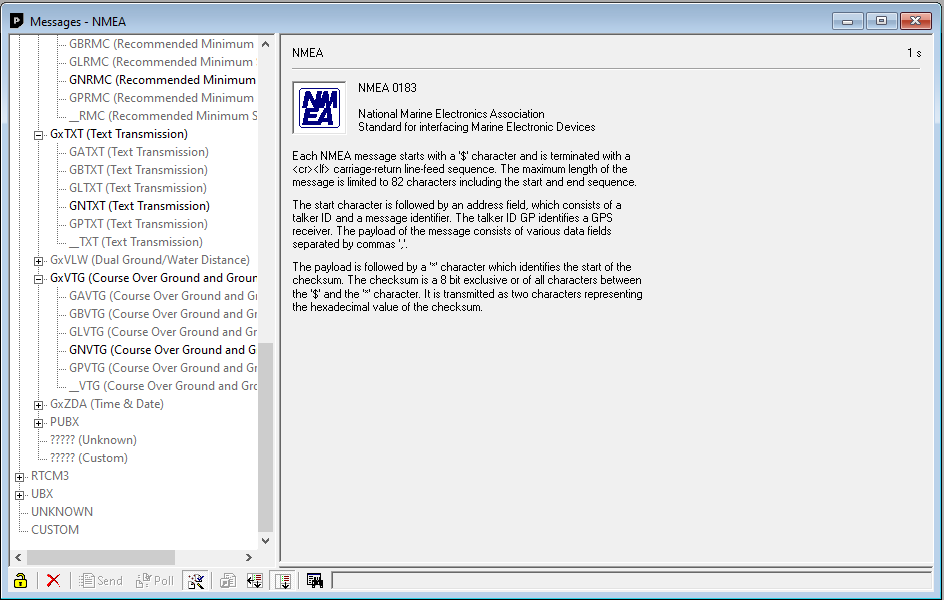 Messages - NMEA
GBRMC (Recommended Minimum
GLRMC (Recommended Minimum
GNRMC (Recommended Minimum
GPRMC (Recommended Minimum
__RMC (Recommended Minimum S
GxTXT (Text Transmission)
GATXT (Text Transmission)
GBTXT (Text Transmission)
GLTXT (Text Transmission)
GNTXT (Text Transmission)
GPTXT (Text Transmission)
__TXT (Text Transmission)
GxVLW (Dual Ground/Water Distance)
GxVTG (Course Over Ground and Groun
GAVTG (Course Over Ground and Gr
GBVTG (Course Over Ground and Gr
GLVTG (Course Over Ground and Gr
GNVTG (Course Over Ground and G
GPVTG (Course Over Ground and Gr
__VTG (Course Over Ground and Gro
GxZDA (Time & Date)
PUBX
????? (Unknown)
????? (Custom)
RTCM3
UBX
UNKNOWN
CUSTOM
NMEA 1 s
NM
EA
NMEA 0183
National Marine Electronics Association
Standard for interfacing Marine Electronic Devices
Each NMEA message starts with a '$' character and is terminated with a
<cr><lf> carriage-return line-feed sequence. The maximum length of the
message is limited to 82 characters including the start and end sequence.
The start character is followed by an address field, which consists of a
talker ID and a message identifier. The talker ID GP identifies a GPS
receiver. The payload of the message consists of various data fields
separated by commas ','.
The payload is followed by a '*' character which identifies the start of the
checksum. The checksum is a 8 bit exclusive or of all characters between
the '$' and the '*' character. It is transmitted as two characters representing
the hexadecimal value of the checksum.
Send Poll